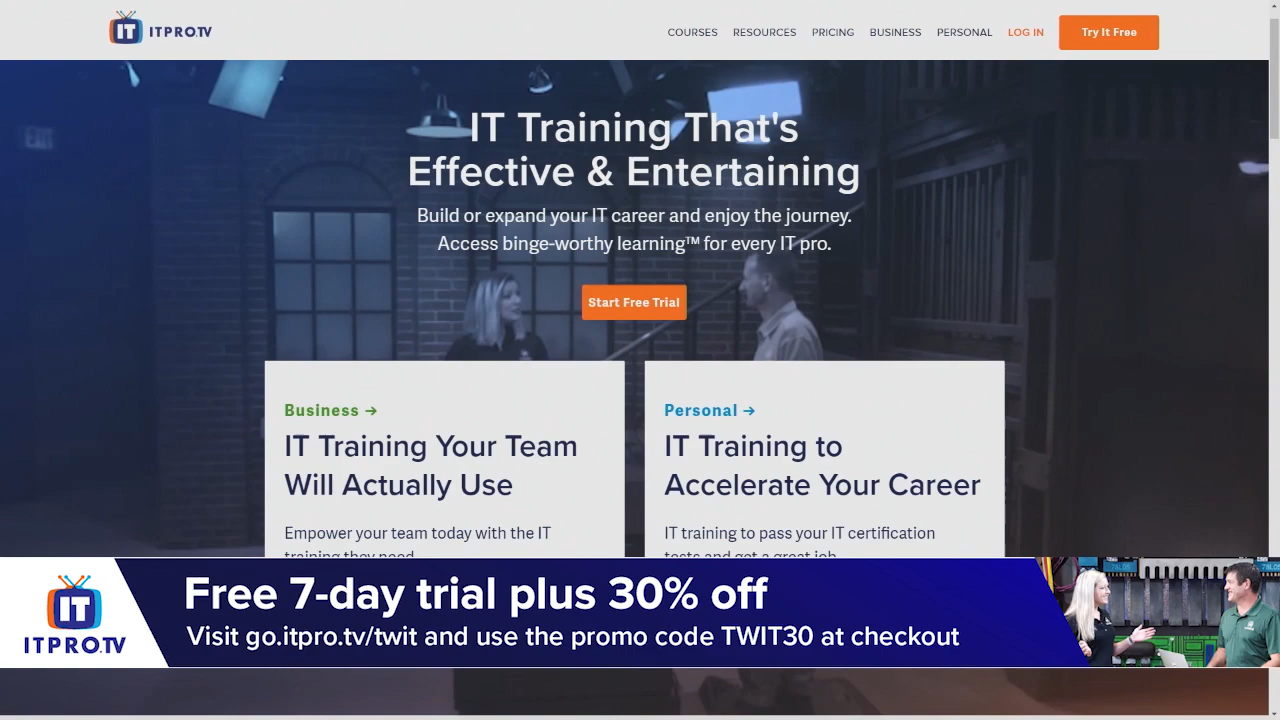 IT
ITPRO.TV
COURSES
RESOURCES
PRICING
BUSINESS
PERSONAL
LOG IN
Try It Free
IT Training That's
Effective & Entertaining
Build or expand your IT career and enjoy the journey.
Access binge-worthy learning™ for every IT pro.
Start Free Trial
Business →
IT Training Your Team
Will Actually Use
Empower your team today with the IT
training they need
Personal →
IT Training to
Accelerate Your Career
IT training to pass your IT certification
tests and get a great job
IT
ITPRO.TV
Free 7-day trial plus 30% off
Visit go.itpro.tv/twit and use the promo code TWIT30 at checkout